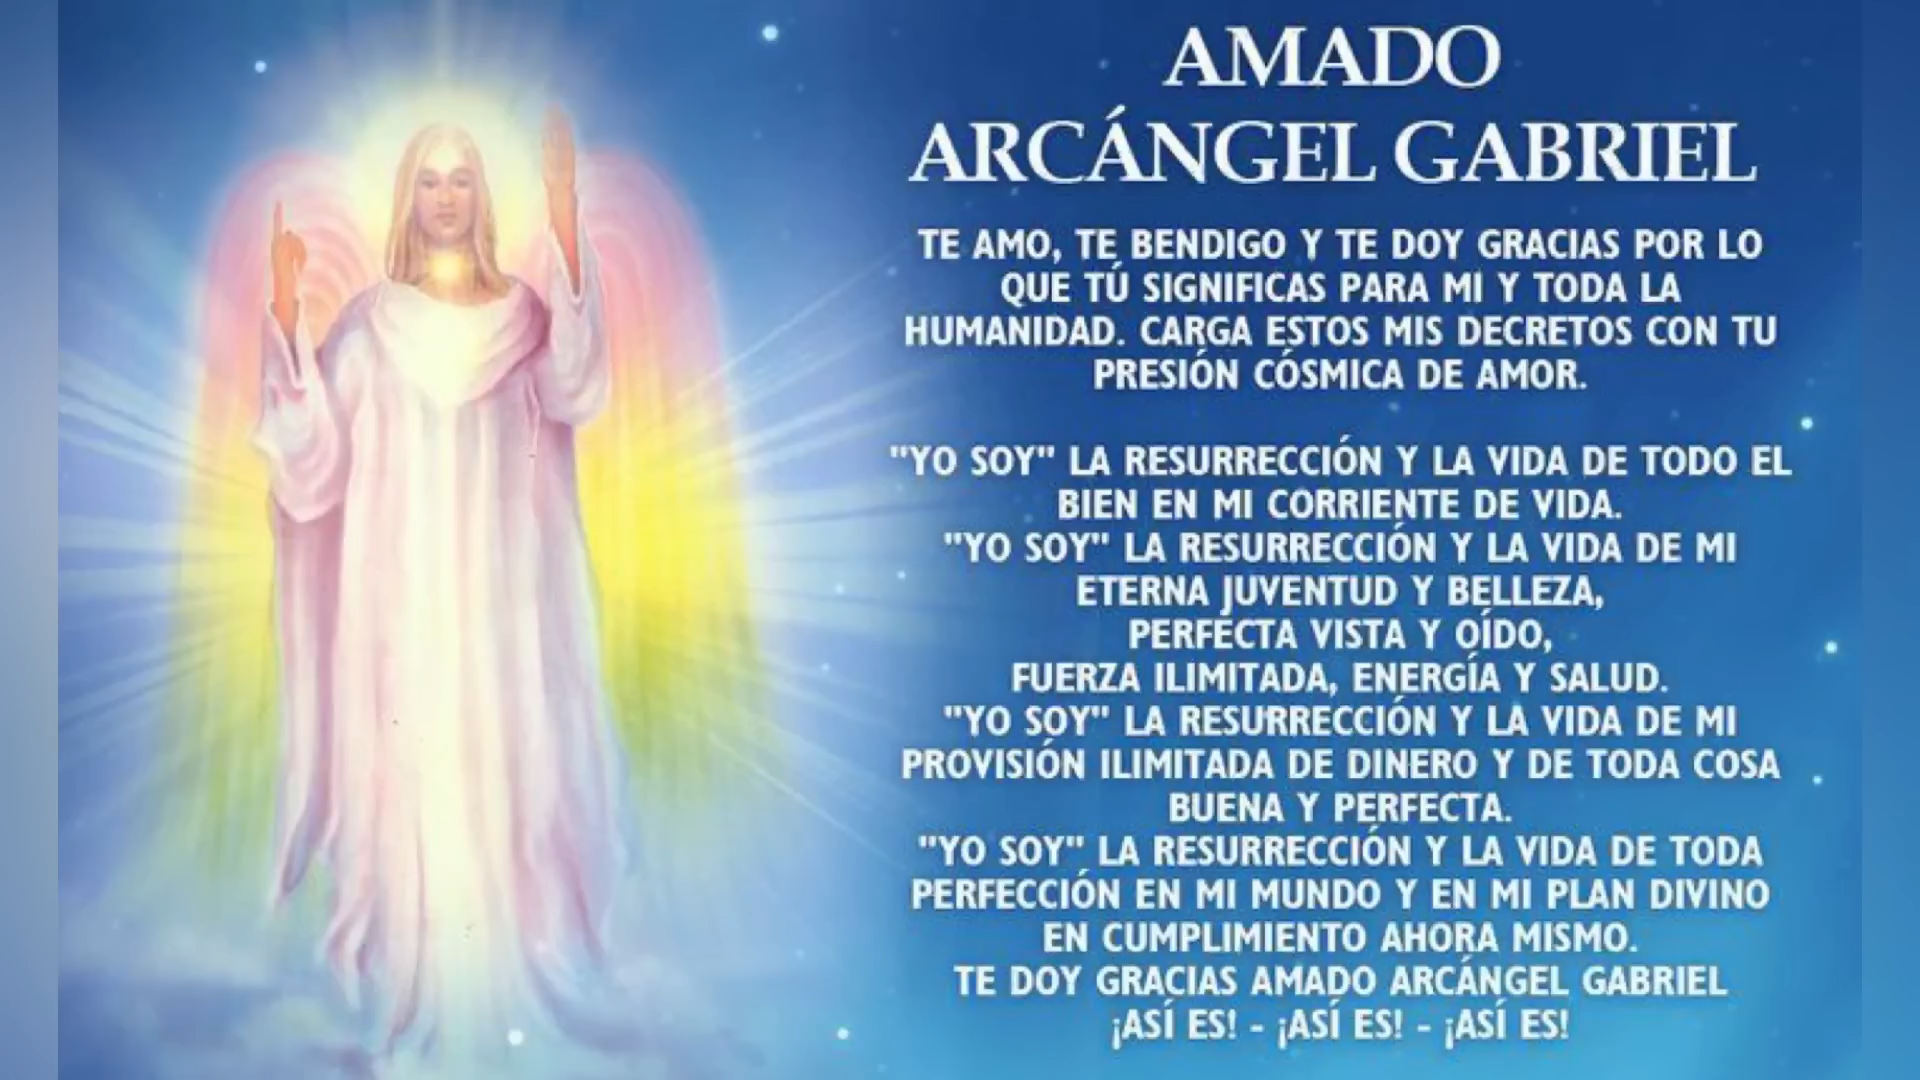 AMADO
ARCÁNGEL GABRIEL
TE AMO, TE BENDIGO Y TE DOY GRACIAS POR LO
QUE TÚ SIGNIFICAS PARA MI Y TODA LA
HUMANIDAD. CARGA ESTOS MIS DECRETOS CON TU
PRESIÓN CÓSMICA DE AMOR.
"YO SOY" LA RESURRECCIÓN Y LA VIDA DE TODO EL
BIEN EN MI CORRIENTE DE VIDA.
"YO SOY" LA RESURRECCIÓN Y LA VIDA DE MI
ETERNA JUVENTUD Y BELLEZA,
PERFECTA VISTA Y OÍDO,
FUERZA ILIMITADA, ENERGÍA Y SALUD.
"YO SOY" LA RESURRECCIÓN Y LA VIDA DE MI
PROVISIÓN ILIMITADA DE DINERO Y DE TODA COSA
BUENA Y PERFECTA.
"YO SOY" LA RESURRECCIÓN Y LA VIDA DE TODA
PERFECCIÓN EN MI MUNDO Y EN MI PLAN DIVINO
EN CUMPLIMIENTO AHORA MISMO.
TE DOY GRACIAS AMADO ARCÁNGEL GABRIEL
¡ASÍ ES! - ¡ASÍ ES! - ¡ASÍ ES!